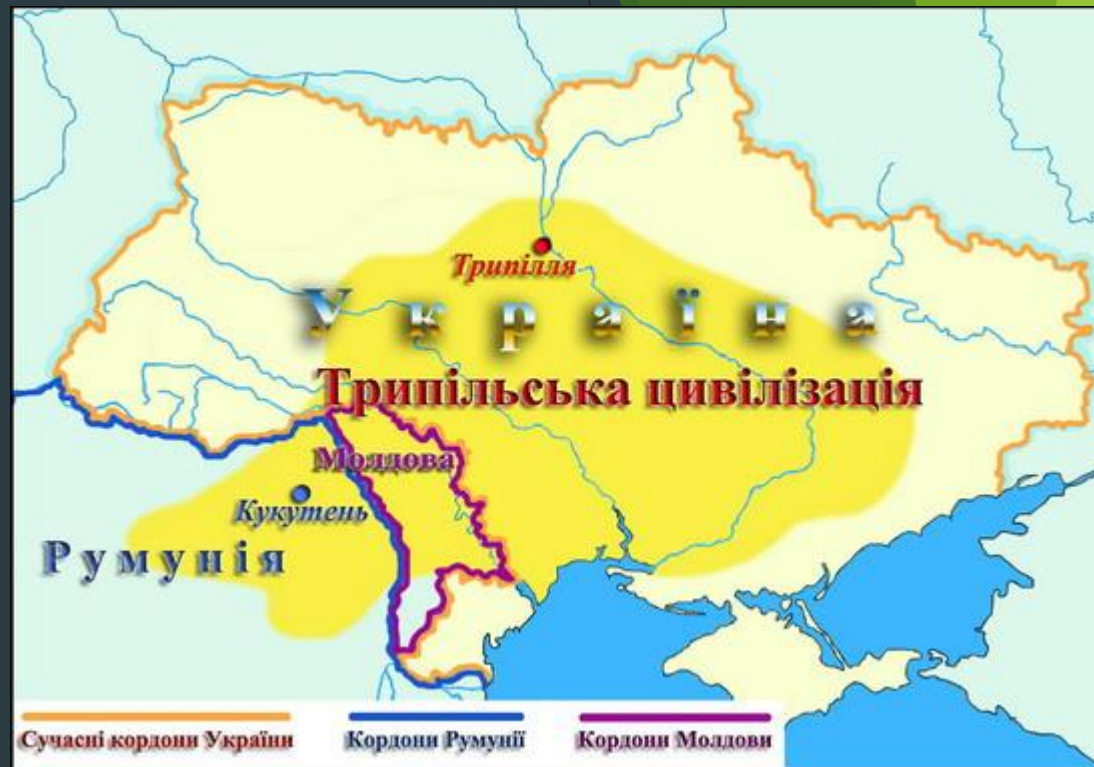 Трипілля
Україна
Трипільська цивілізація
Молдова
Кукутень
Румунія
Сучасні кордони України
Кордони Румунії
Кордони Молдови